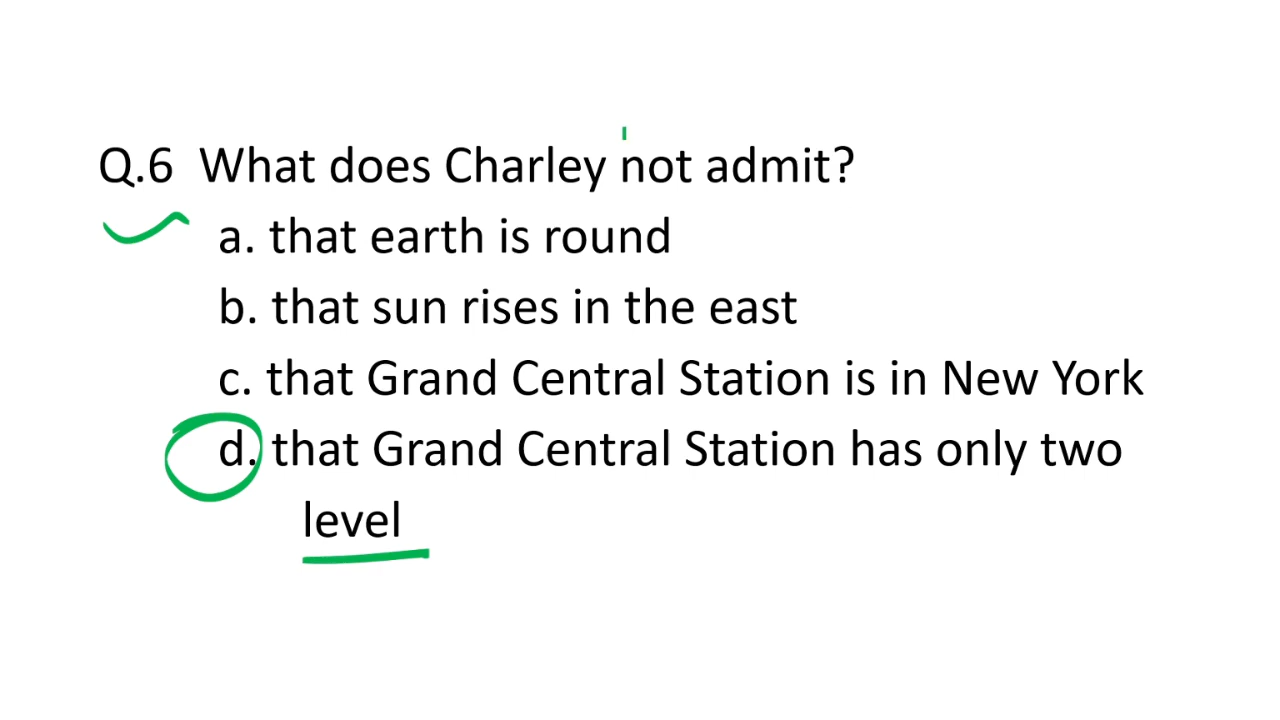 Q.6 What does Charley not admit?
a. that earth is round
b. that sun rises in the east
c. that Grand Central Station is in New York
d. that Grand Central Station has only two
level